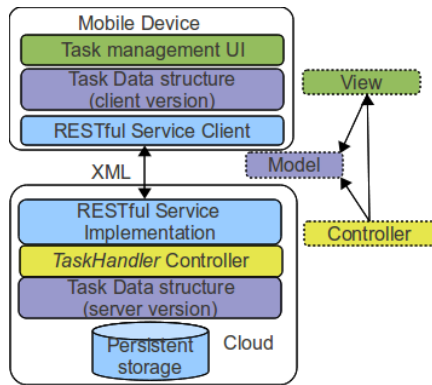 Mobile Device
Task management UI
Task Data structure
(client version)
RESTful Service Client
XML
RESTful Service
Implementation
TaskHandler Controller
Task Data structure
(server version)
Persistent
storage
Cloud
View
Model
Controller